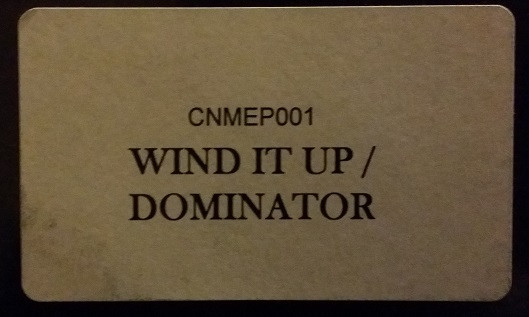 CNMEP001
WIND IT UP /
DOMINATOR